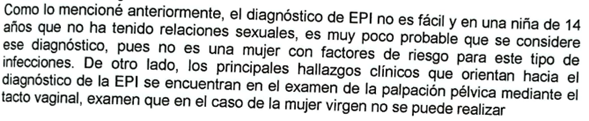 Como lo mencioné anteriormente, el diagnóstico de EPI no es fácil y en una niña de 14
años que no ha tenido relaciones sexuales, es muy poco probable que se considere
ese diagnóstico, pues no es una mujer con factores de riesgo para este tipo de
infecciones. De otro lado, los principales hallazgos clínicos que orientan hacia el
diagnóstico de la EPI se encuentran en el examen de la palpación pélvica mediante el
tacto vaginal, examen que en el caso de la mujer virgen no se puede realizar